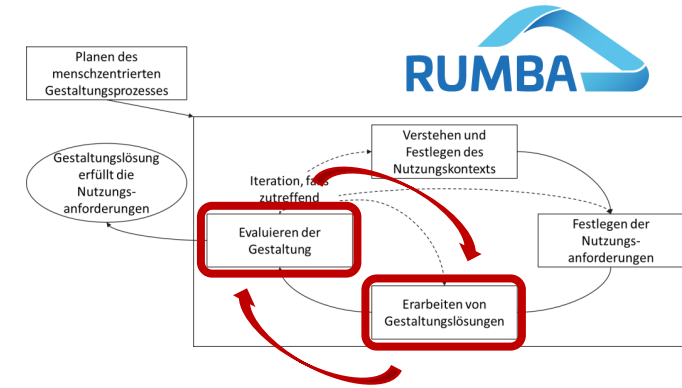 RUMBA
Planen des
menschzentrierten
Gestaltungsprozesses
Verstehen und
Festlegen des
Nutzungskontexts
Gestaltungslösung
erfüllt die
Nutzungs-
anforderungen
Iteration, falls
zutreffend
Evaluieren der
Gestaltung
Festlegen der
Nutzungs-
anforderungen
Erarbeiten von
Gestaltungslösungen